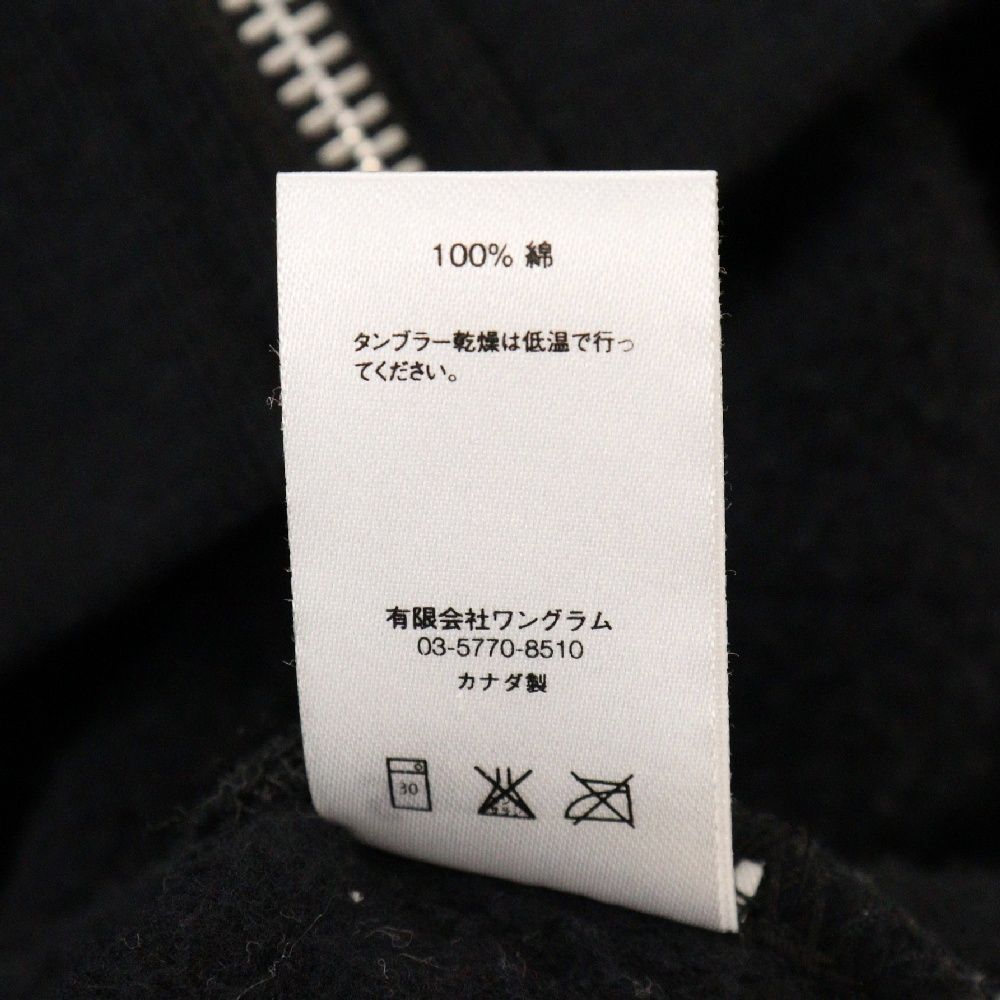 100% 綿
タンブラー乾燥は低温で行っ
てください。
有限会社ワングラム
03-5770-8510
カナダ製
30